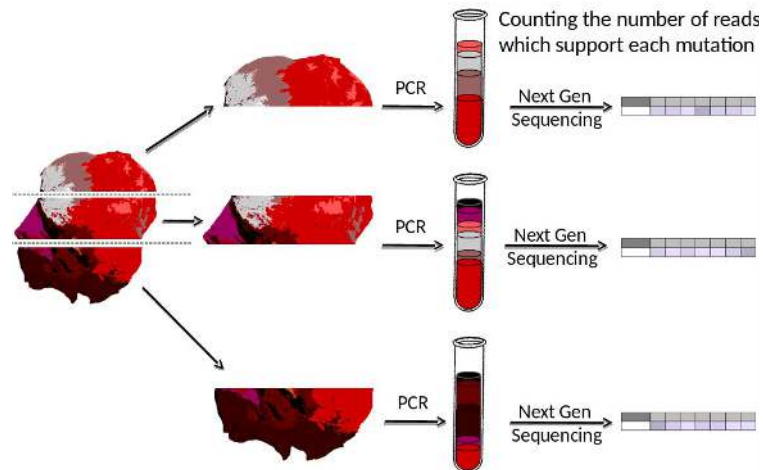 Counting the number of reads
which support each mutation
PCR
Next Gen
Sequencing
PCR
Next Gen
Sequencing
PCR
Next Gen
Sequencing